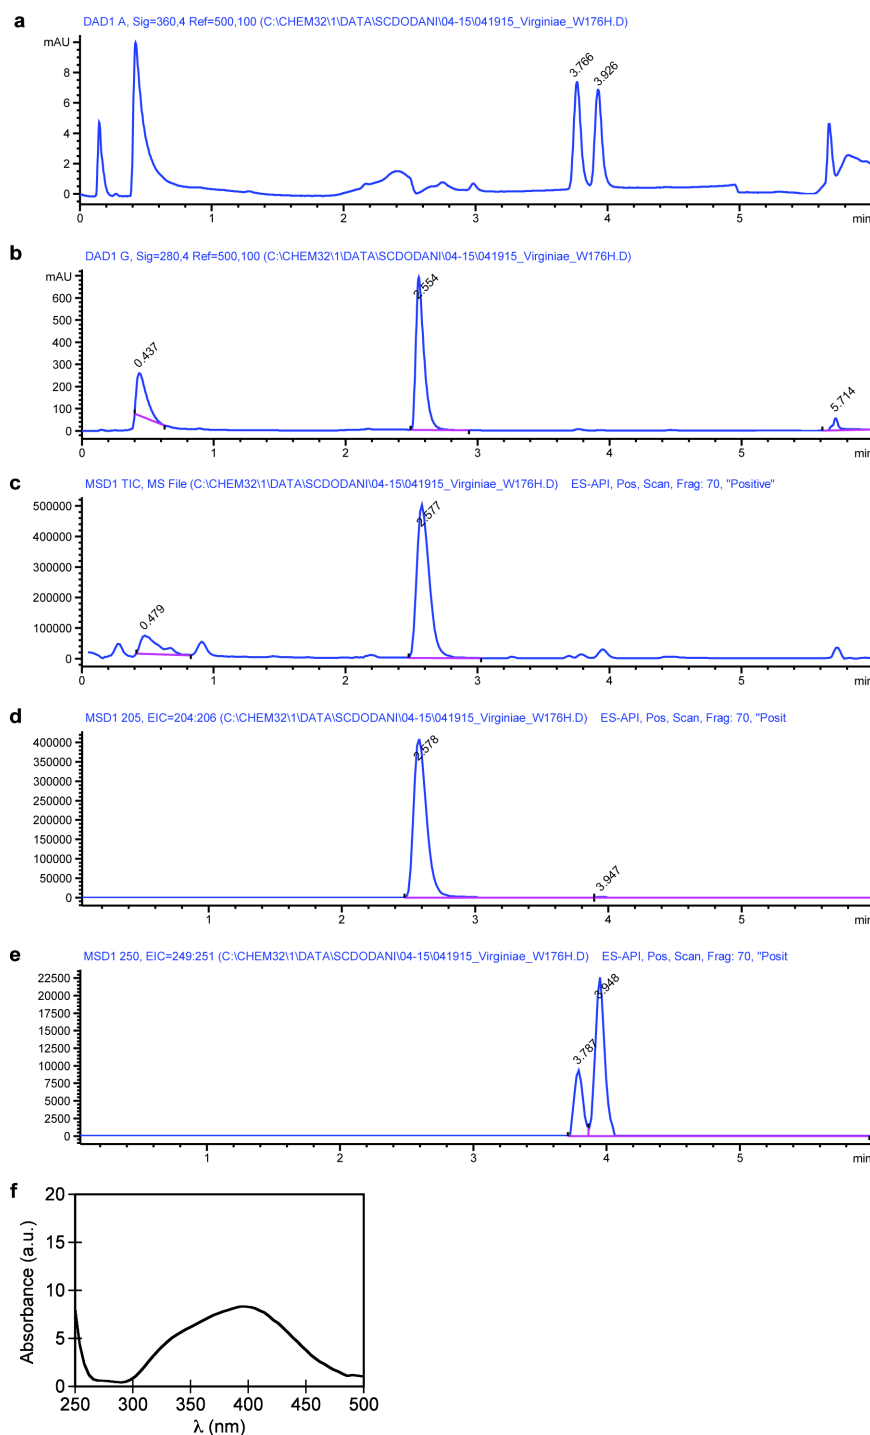 a
DAD1 A, Sig=360,4 Ref=500,100 (C:\CHEM32\1\DATA\SCDODANI\04-15\041915_Virginiae_W176H.D)
mAU
8
6
4
2
0
3.766
3.926
0 1 2 3 4 5 min
b
DAD1 G, Sig=280,4 Ref=500,100 (C:\CHEM32\1\DATA\SCDODANI\04-15\041915_Virginiae_W176H.D)
mAU
600
500
400
300
200
100
0
0.437
2.554
5.714
0 1 2 3 4 5 min
c
MSD1 TIC, MS File (C:\CHEM32\1\DATA\SCDODANI\04-15\041915_Virginiae_W176H.D) ES-API, Pos, Scan, Frag: 70, "Positive"
500000
400000
300000
200000
100000
0
0.479
2.577
0 1 2 3 4 5 min
d
MSD1 205, EIC=204:206 (C:\CHEM32\1\DATA\SCDODANI\04-15\041915_Virginiae_W176H.D) ES-API, Pos, Scan, Frag: 70, "Posit
400000
350000
300000
250000
200000
150000
100000
50000
0
2.578
3.947
1 2 3 4 5 min
e
MSD1 250, EIC=249:251 (C:\CHEM32\1\DATA\SCDODANI\04-15\041915_Virginiae_W176H.D) ES-API, Pos, Scan, Frag: 70, "Posit
22500
20000
17500
15000
12500
10000
7500
5000
2500
0
3.787
3.948
1 2 3 4 5 min
f
Absorbance (a.u.)
20
15
10
5
0
250 300 350 400 450 500
λ (nm)